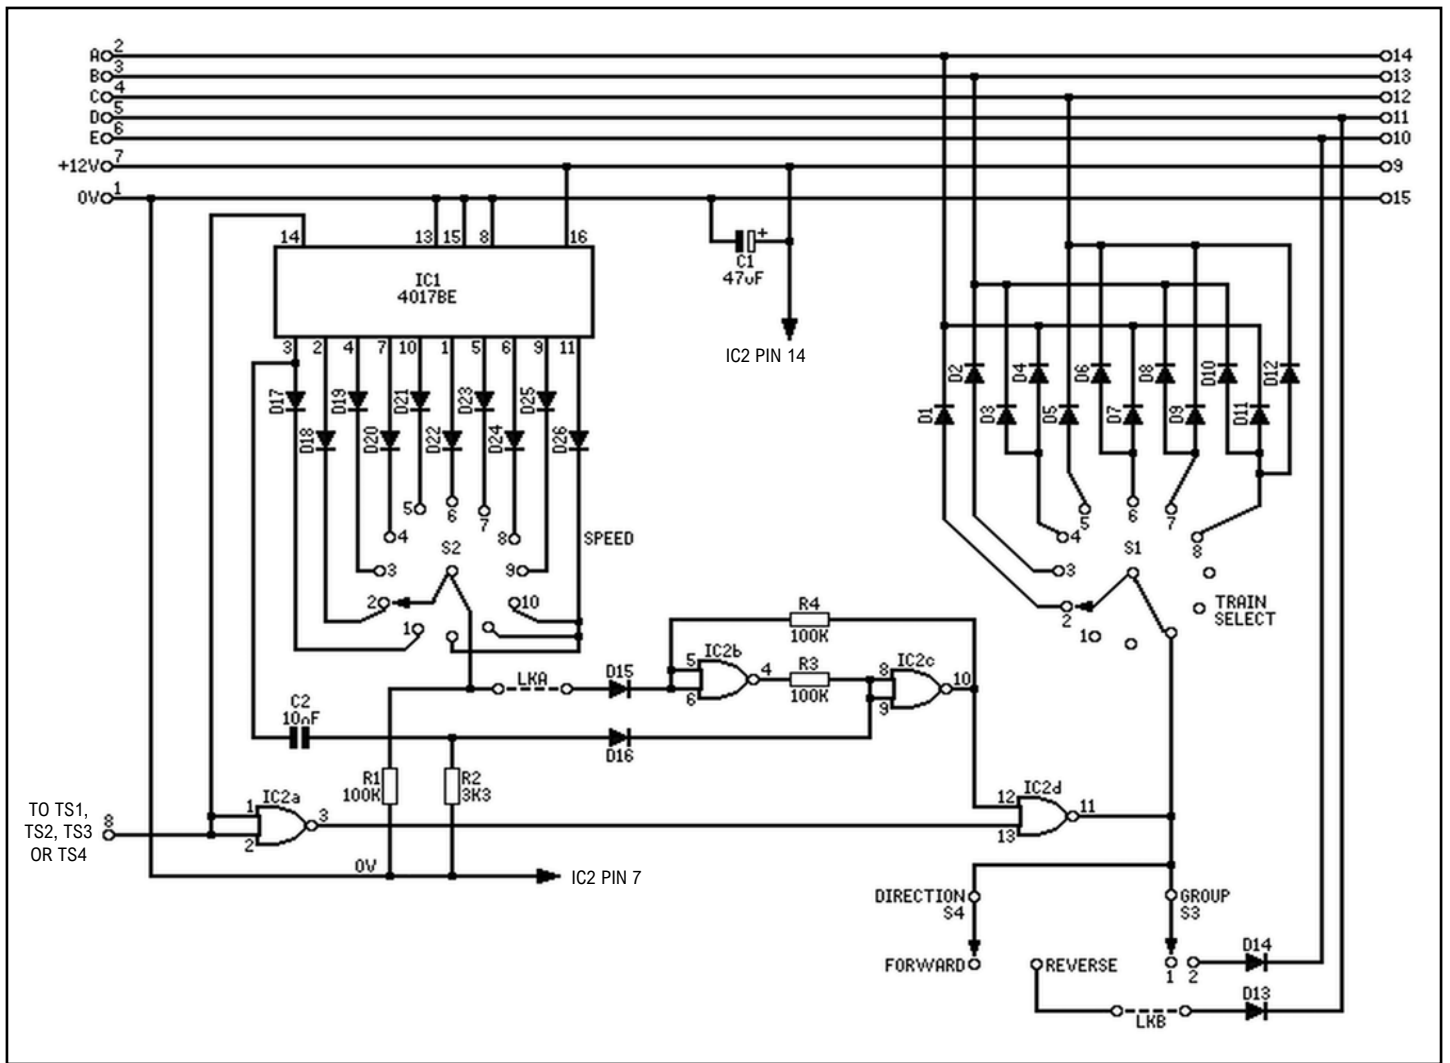 A 2 14
B 3 13
C 4 12
D 5 11
E 6 10
+12V 7 9
0V 1 15
14 13 15 8 16
IC1
4017BE
3 2 4 7 10 1 5 6 9 11
C1
47uF
+
IC2 PIN 14
D17 D18 D19 D20 D21 D22 D23 D24 D25 D26
D1 D2 D3 D4 D5 D6 D7 D8 D9 D10 D11 D12
1 2 3 4 5 6 7 8 9 10
S2
SPEED
1 2 3 4 5 6 7 8
S1
TRAIN
SELECT
R4
100K
LKA
D15
5
6
IC2b
4
R3
100K
8
9
IC2c
10
C2
10nF
D16
R1
100K
R2
3K3
TO TS1,
TS2, TS3
OR TS4
8
1
2
IC2a
3
12
13
IC2d
11
0V
IC2 PIN 7
DIRECTION
S4
GROUP
S3
FORWARD
REVERSE
1 2
D14
LKB
D13